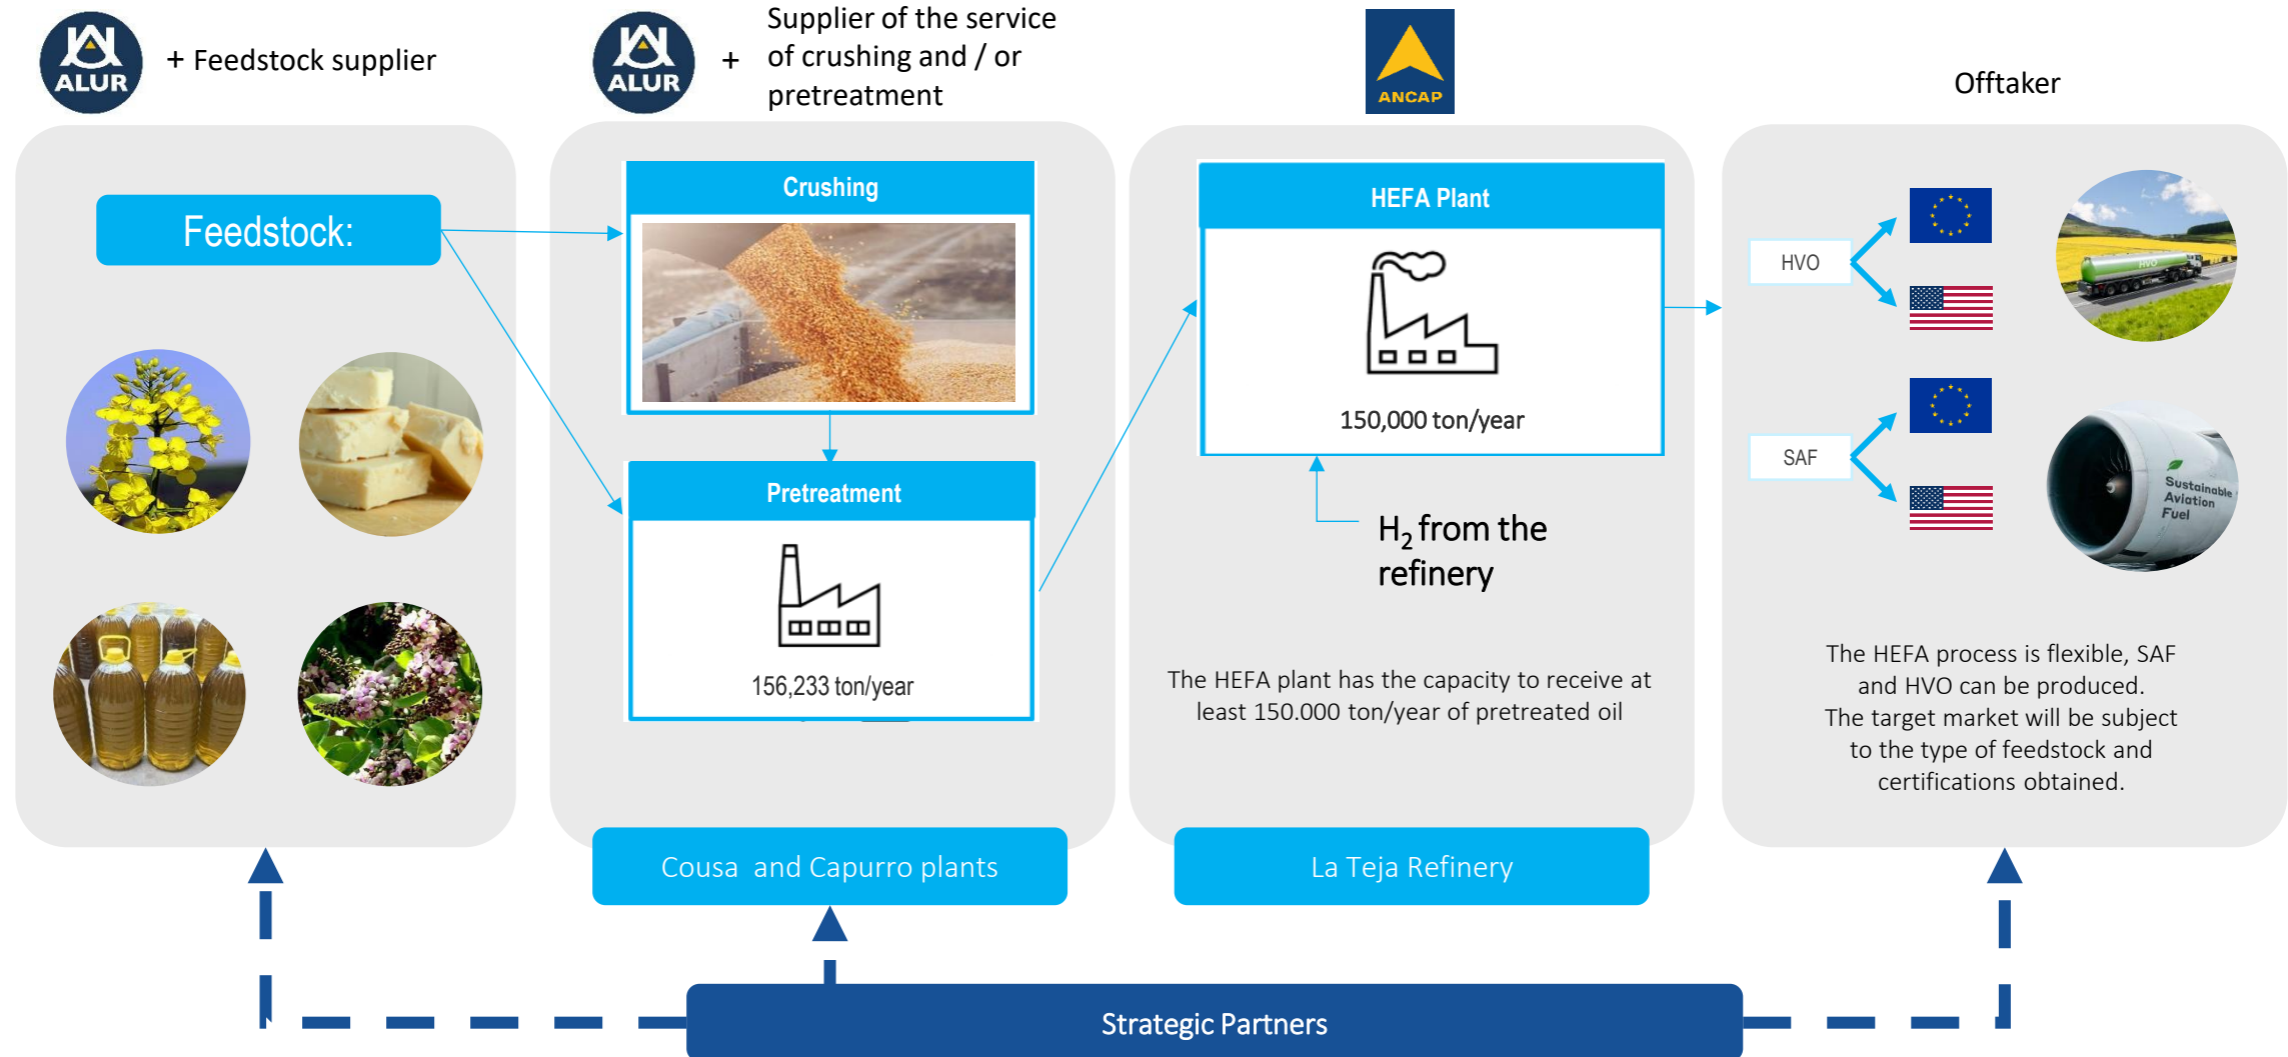 ALUR
+ Feedstock supplier
ALUR
+
Supplier of the service
of crushing and / or
pretreatment
ANCAP
Offtaker
Feedstock:
Crushing
Pretreatment
156,233 ton/year
Cousa and Capurro plants
HEFA Plant
150,000 ton/year
H₂ from the
refinery
The HEFA plant has the capacity to receive at
least 150.000 ton/year of pretreated oil
La Teja Refinery
HVO
HVO
SAF
Sustainable
Aviation
Fuel
The HEFA process is flexible, SAF
and HVO can be produced.
The target market will be subject
to the type of feedstock and
certifications obtained.
Strategic Partners